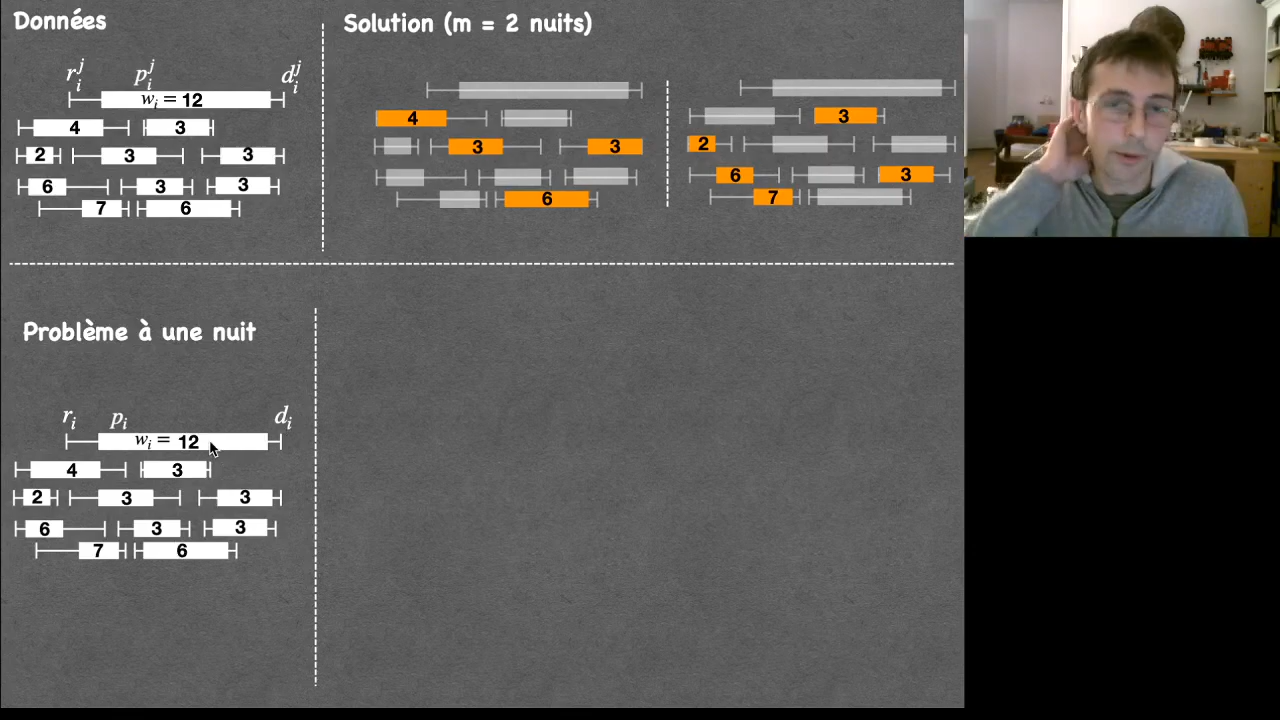 Données
Solution (m = 2 nuits)
r_i^j p_i^j d_i^j
w_i = 12
4 3
2 3 3
6 3 3
7 6
4
3 3
6
3
2
6 3
7
Problème à une nuit
r_i p_i d_i
w_i = 12
4 3
2 3 3
6 3 3
7 6